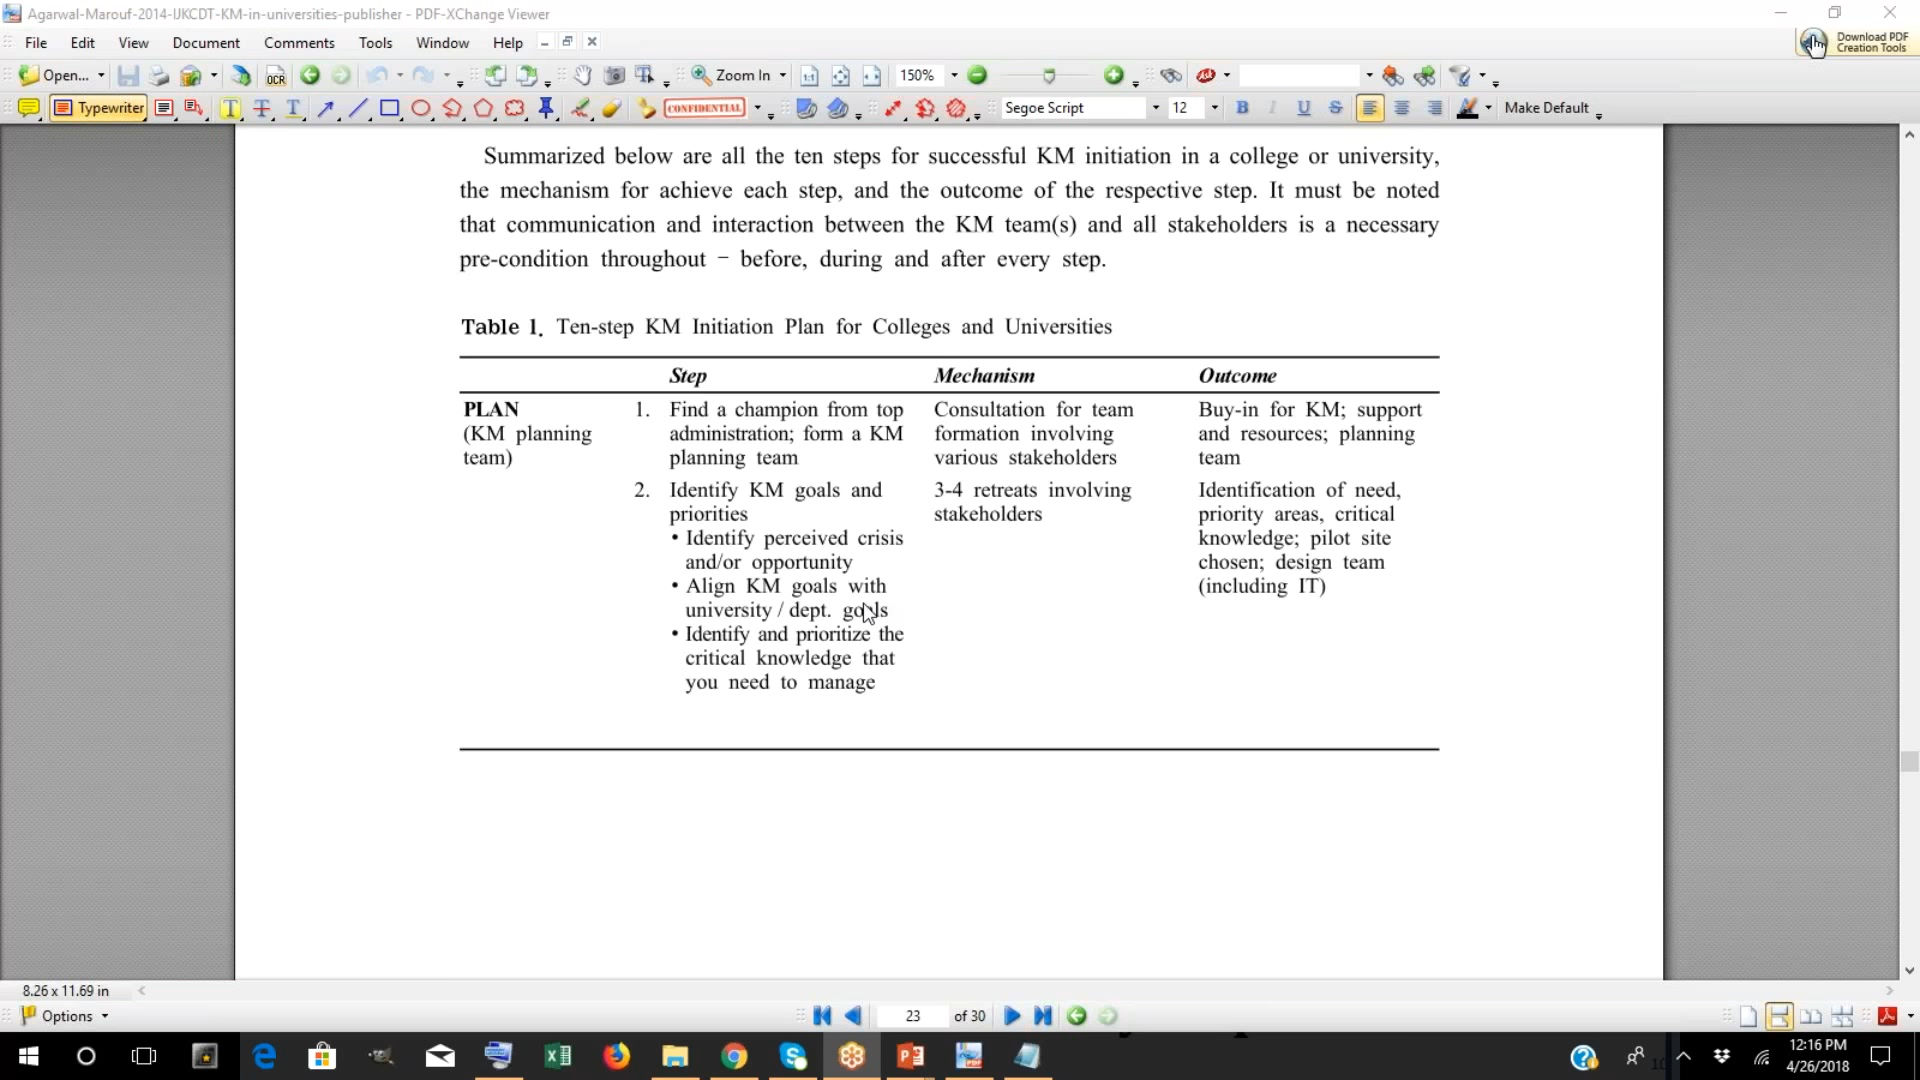 Agarwal-Marouf-2014-IJKCDT-KM-in-universities-publisher - PDF-XChange Viewer
File Edit View Document Comments Tools Window Help
Download PDF
Creation Tools
Open... OCR Zoom In 1:1 150%
Typewriter CONFIDENTIAL Segoe Script 12 B I U S Make Default
Summarized below are all the ten steps for successful KM initiation in a college or university,
the mechanism for achieve each step, and the outcome of the respective step. It must be noted
that communication and interaction between the KM team(s) and all stakeholders is a necessary
pre-condition throughout − before, during and after every step.
Table 1. Ten-step KM Initiation Plan for Colleges and Universities
Step Mechanism Outcome
PLAN 1. Find a champion from top Consultation for team Buy-in for KM; support
(KM planning administration; form a KM formation involving and resources; planning
team) planning team various stakeholders team
2. Identify KM goals and 3-4 retreats involving Identification of need,
priorities stakeholders priority areas, critical
• Identify perceived crisis knowledge; pilot site
and/or opportunity chosen; design team
• Align KM goals with (including IT)
university / dept. goals
• Identify and prioritize the
critical knowledge that
you need to manage
8.26 x 11.69 in
Options 23 of 30
12:16 PM
4/26/2018